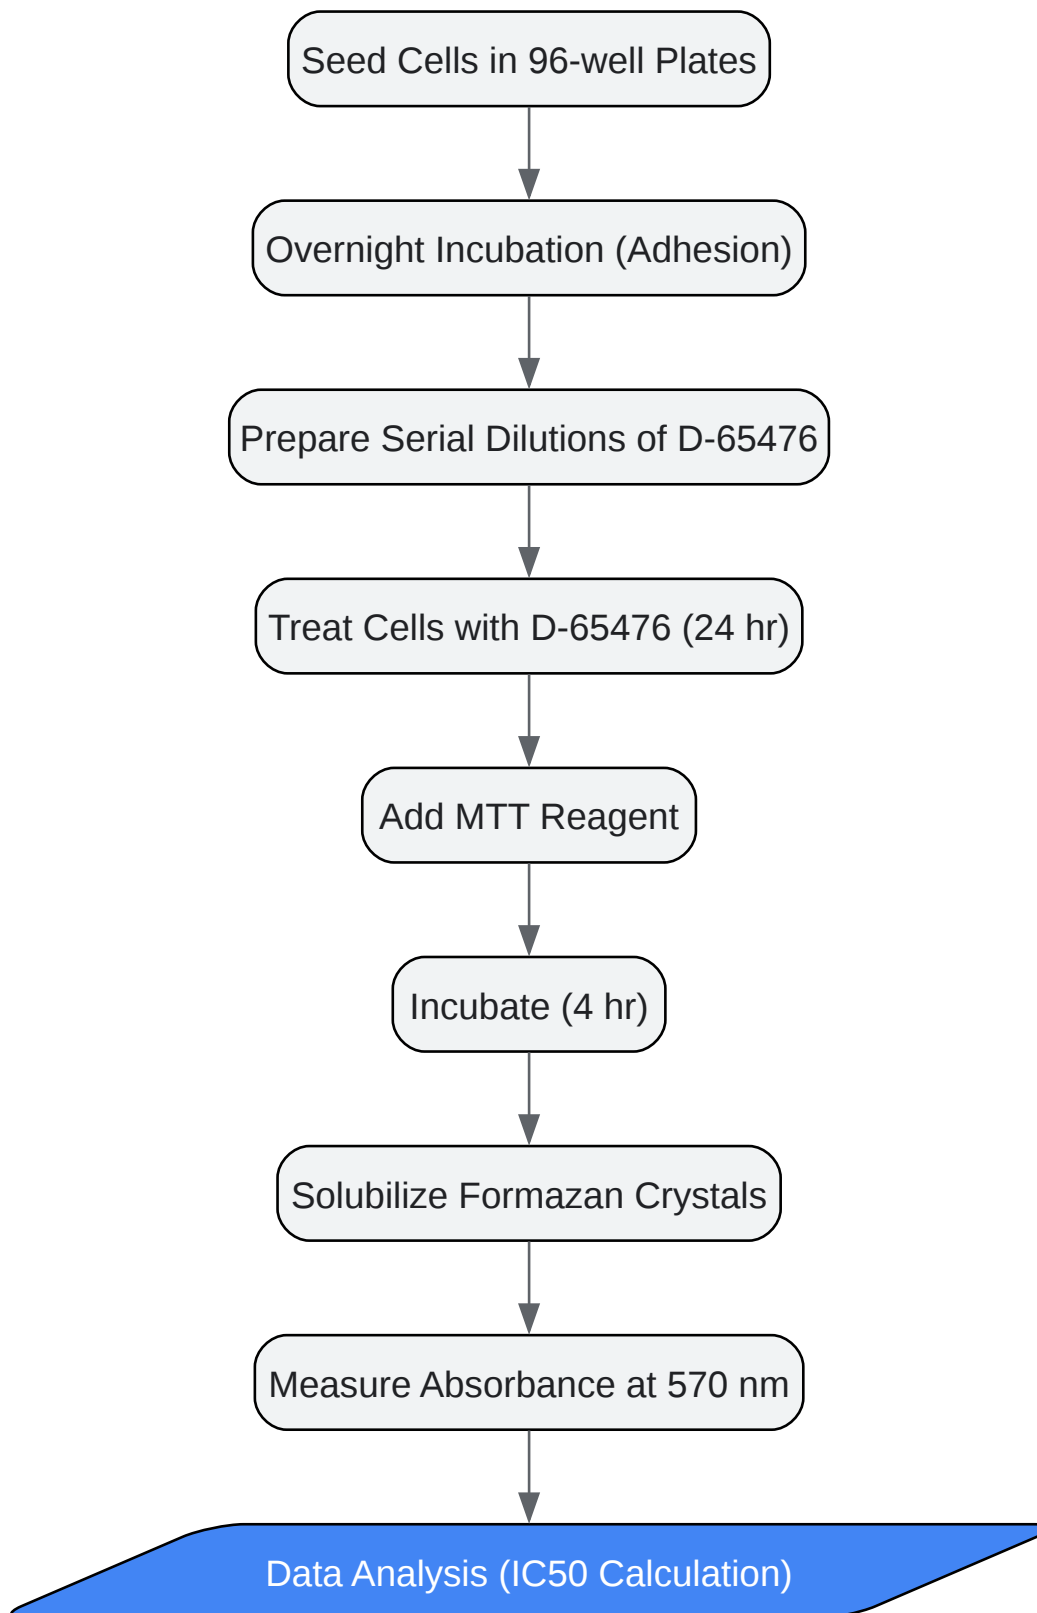 Seed Cells in 96-well Plates
Overnight Incubation (Adhesion)
Prepare Serial Dilutions of D-65476
Treat Cells with D-65476 (24 hr)
Add MTT Reagent
Incubate (4 hr)
Solubilize Formazan Crystals
Measure Absorbance at 570 nm
Data Analysis (IC50 Calculation)